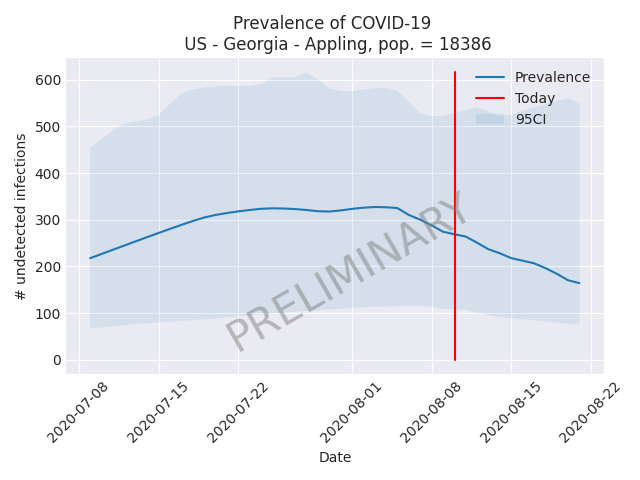 Prevalence of COVID-19
US - Georgia - Appling, pop. = 18386
# undetected infections
600
500
400
300
200
100
0
Prevalence
Today
95CI
PRELIMINARY
2020-07-08
2020-07-15
2020-07-22
2020-08-01
2020-08-08
2020-08-15
2020-08-22
Date